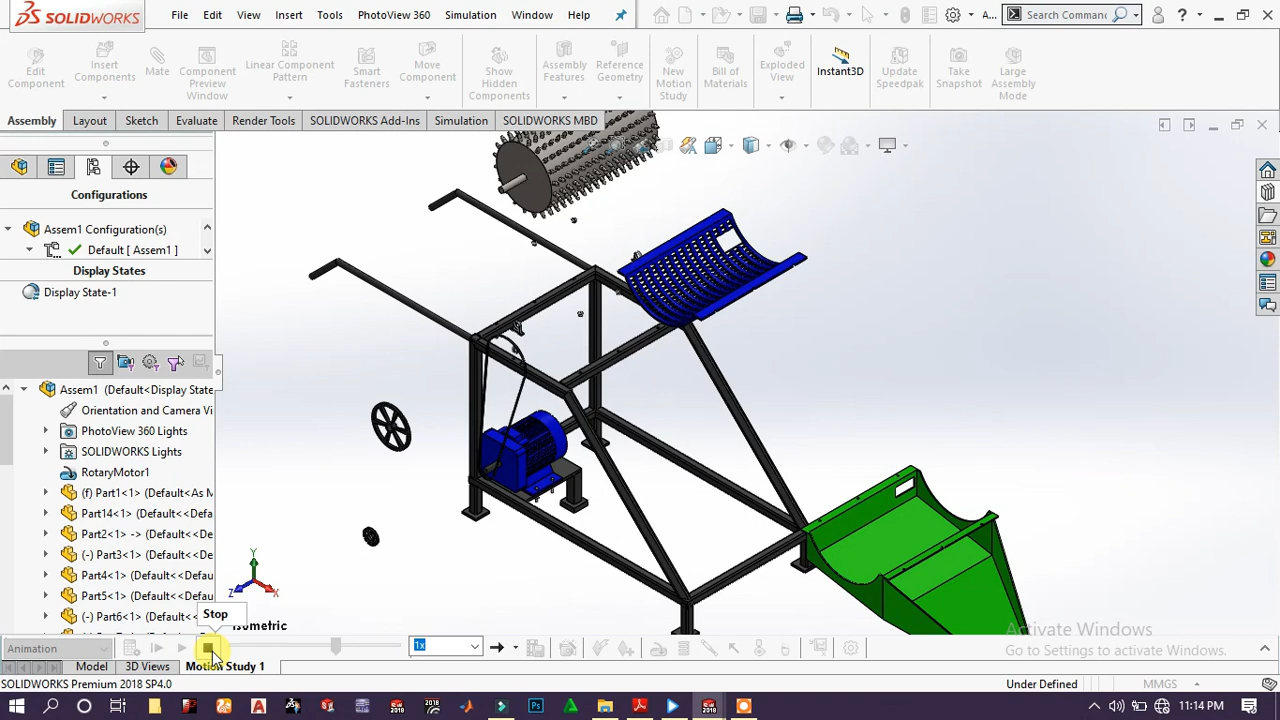 SOLIDWORKS File Edit View Insert Tools PhotoView 360 Simulation Window Help A... Search Commanc
Edit Component
Insert Components
Mate
Component Preview Window
Linear Component Pattern
Smart Fasteners
Move Component
Show Hidden Components
Assembly Features
Reference Geometry
New Motion Study
Bill of Materials
Exploded View
Instant3D
Update Speedpak
Take Snapshot
Large Assembly Mode
Assembly Layout Sketch Evaluate Render Tools SOLIDWORKS Add-Ins Simulation SOLIDWORKS MBD
Configurations
Assem1 Configuration(s)
Default [ Assem1 ]
Display States
Display State-1
Assem1 (Default<Display State
Orientation and Camera Vi
PhotoView 360 Lights
SOLIDWORKS Lights
RotaryMotor1
(f) Part1<1> (Default<As M
Part14<1> (Default<<Defa
Part2<1> -> (Default<<De
(-) Part3<1> (Default<<De
Part4<1> (Default<<Defau
Part5<1> (Default<<Defau
(-) Part6<1> (Default<<De
Y
Z
X
Stop
Isometric
Activate Windows
Go to Settings to activate Windows.
Animation 1x
Model 3D Views Motion Study 1
SOLIDWORKS Premium 2018 SP4.0 Under Defined MMGS
11:14 PM